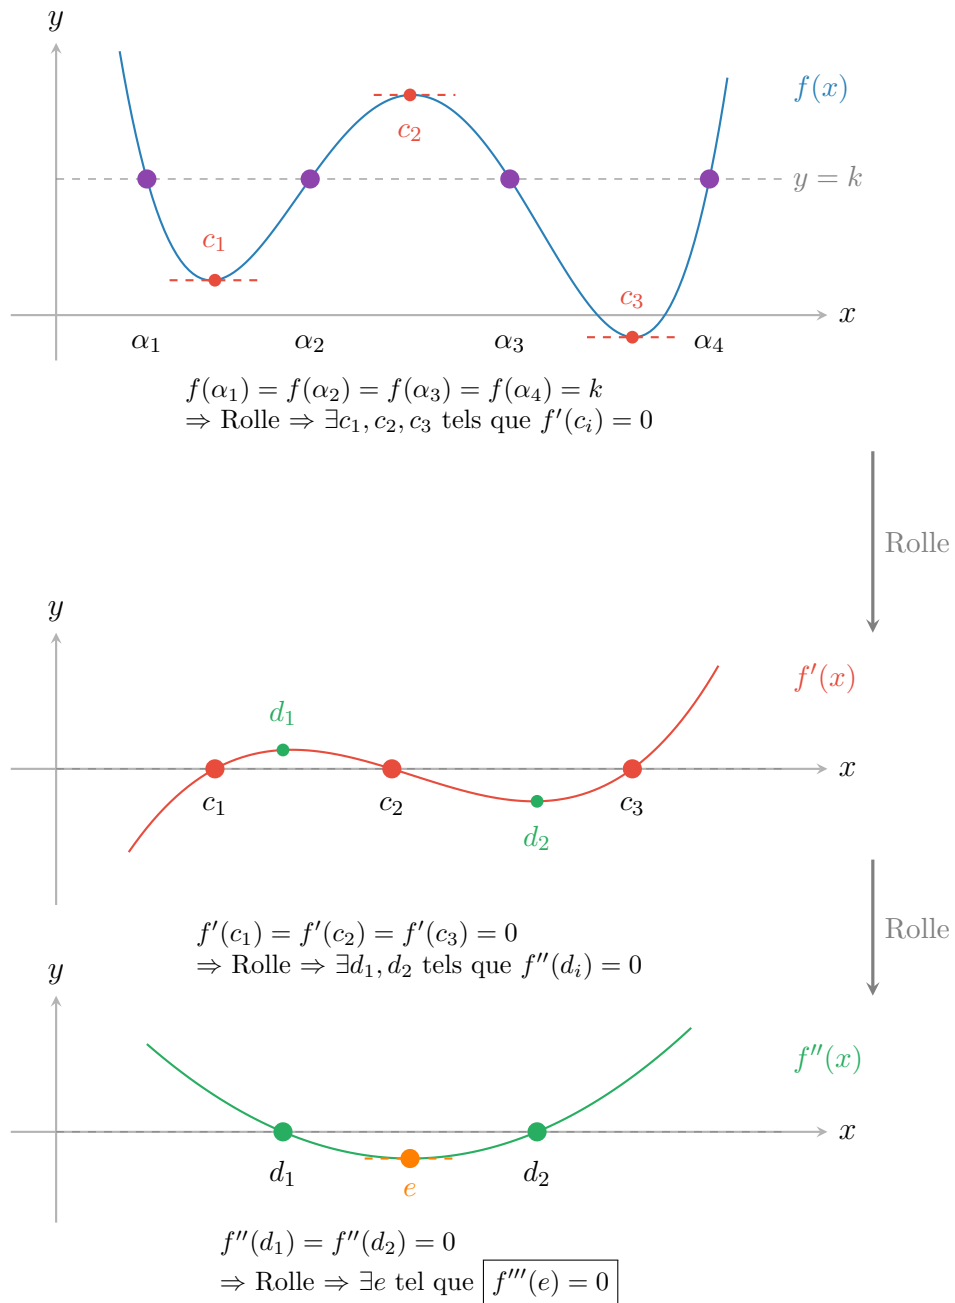 y
f(x)
c₂
y = k
c₁
c₃
x
α₁ α₂ α₃ α₄
f(α₁) = f(α₂) = f(α₃) = f(α₄) = k
⇒ Rolle ⇒ ∃c₁, c₂, c₃ tels que f′(cᵢ) = 0
Rolle
y
f′(x)
d₁
x
c₁ c₂ c₃
d₂
Rolle
f′(c₁) = f′(c₂) = f′(c₃) = 0
⇒ Rolle ⇒ ∃d₁, d₂ tels que f″(dᵢ) = 0
y
f″(x)
x
d₁ d₂
e
f″(d₁) = f″(d₂) = 0
⇒ Rolle ⇒ ∃e tel que f‴(e) = 0